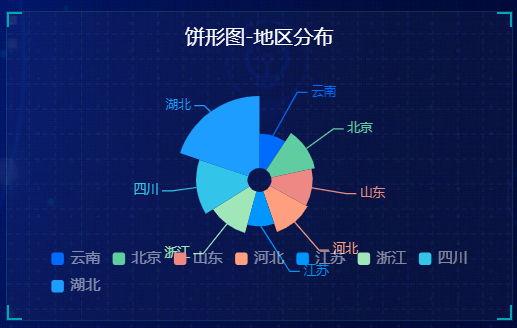 饼形图-地区分布
云南
湖北
北京
四川
山东
浙江
河北
江苏
云南 北京 山东 河北 江苏 浙江 四川
湖北